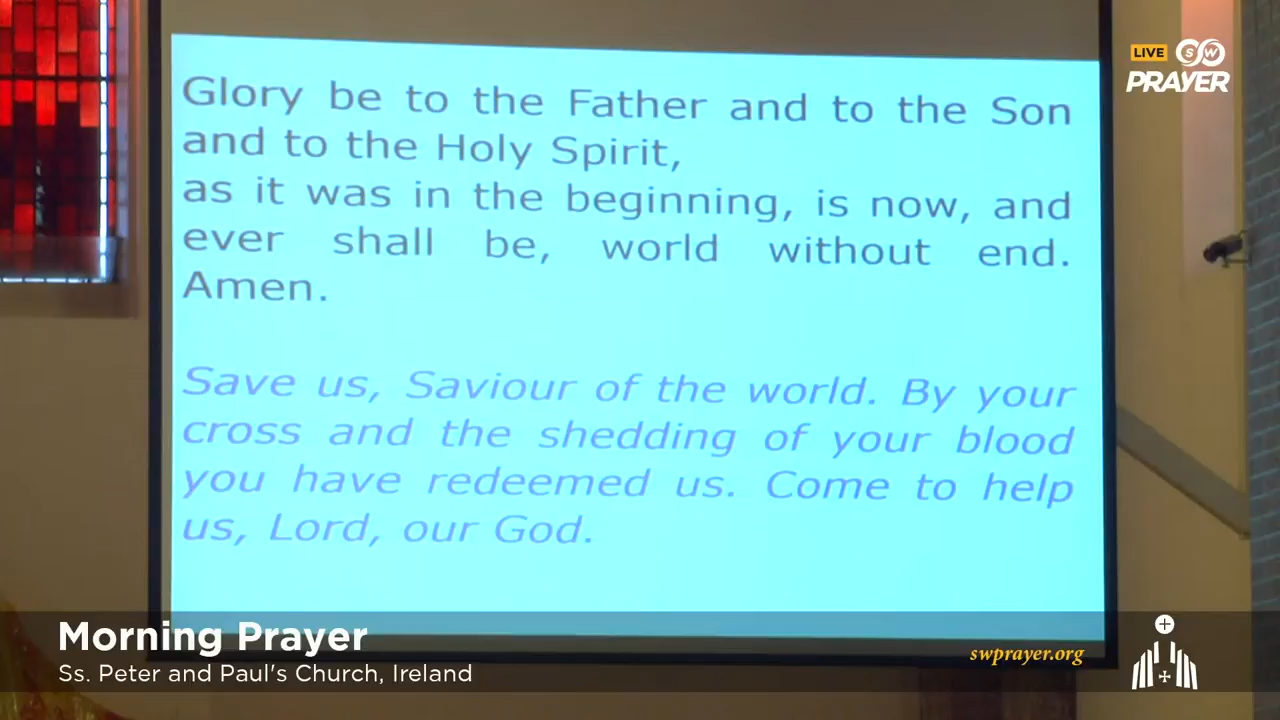 LIVE
SW
PRAYER
Glory be to the Father and to the Son
and to the Holy Spirit,
as it was in the beginning, is now, and
ever shall be, world without end.
Amen.
Save us, Saviour of the world. By your
cross and the shedding of your blood
you have redeemed us. Come to help
us, Lord, our God.
Morning Prayer
Ss. Peter and Paul's Church, Ireland
swprayer.org